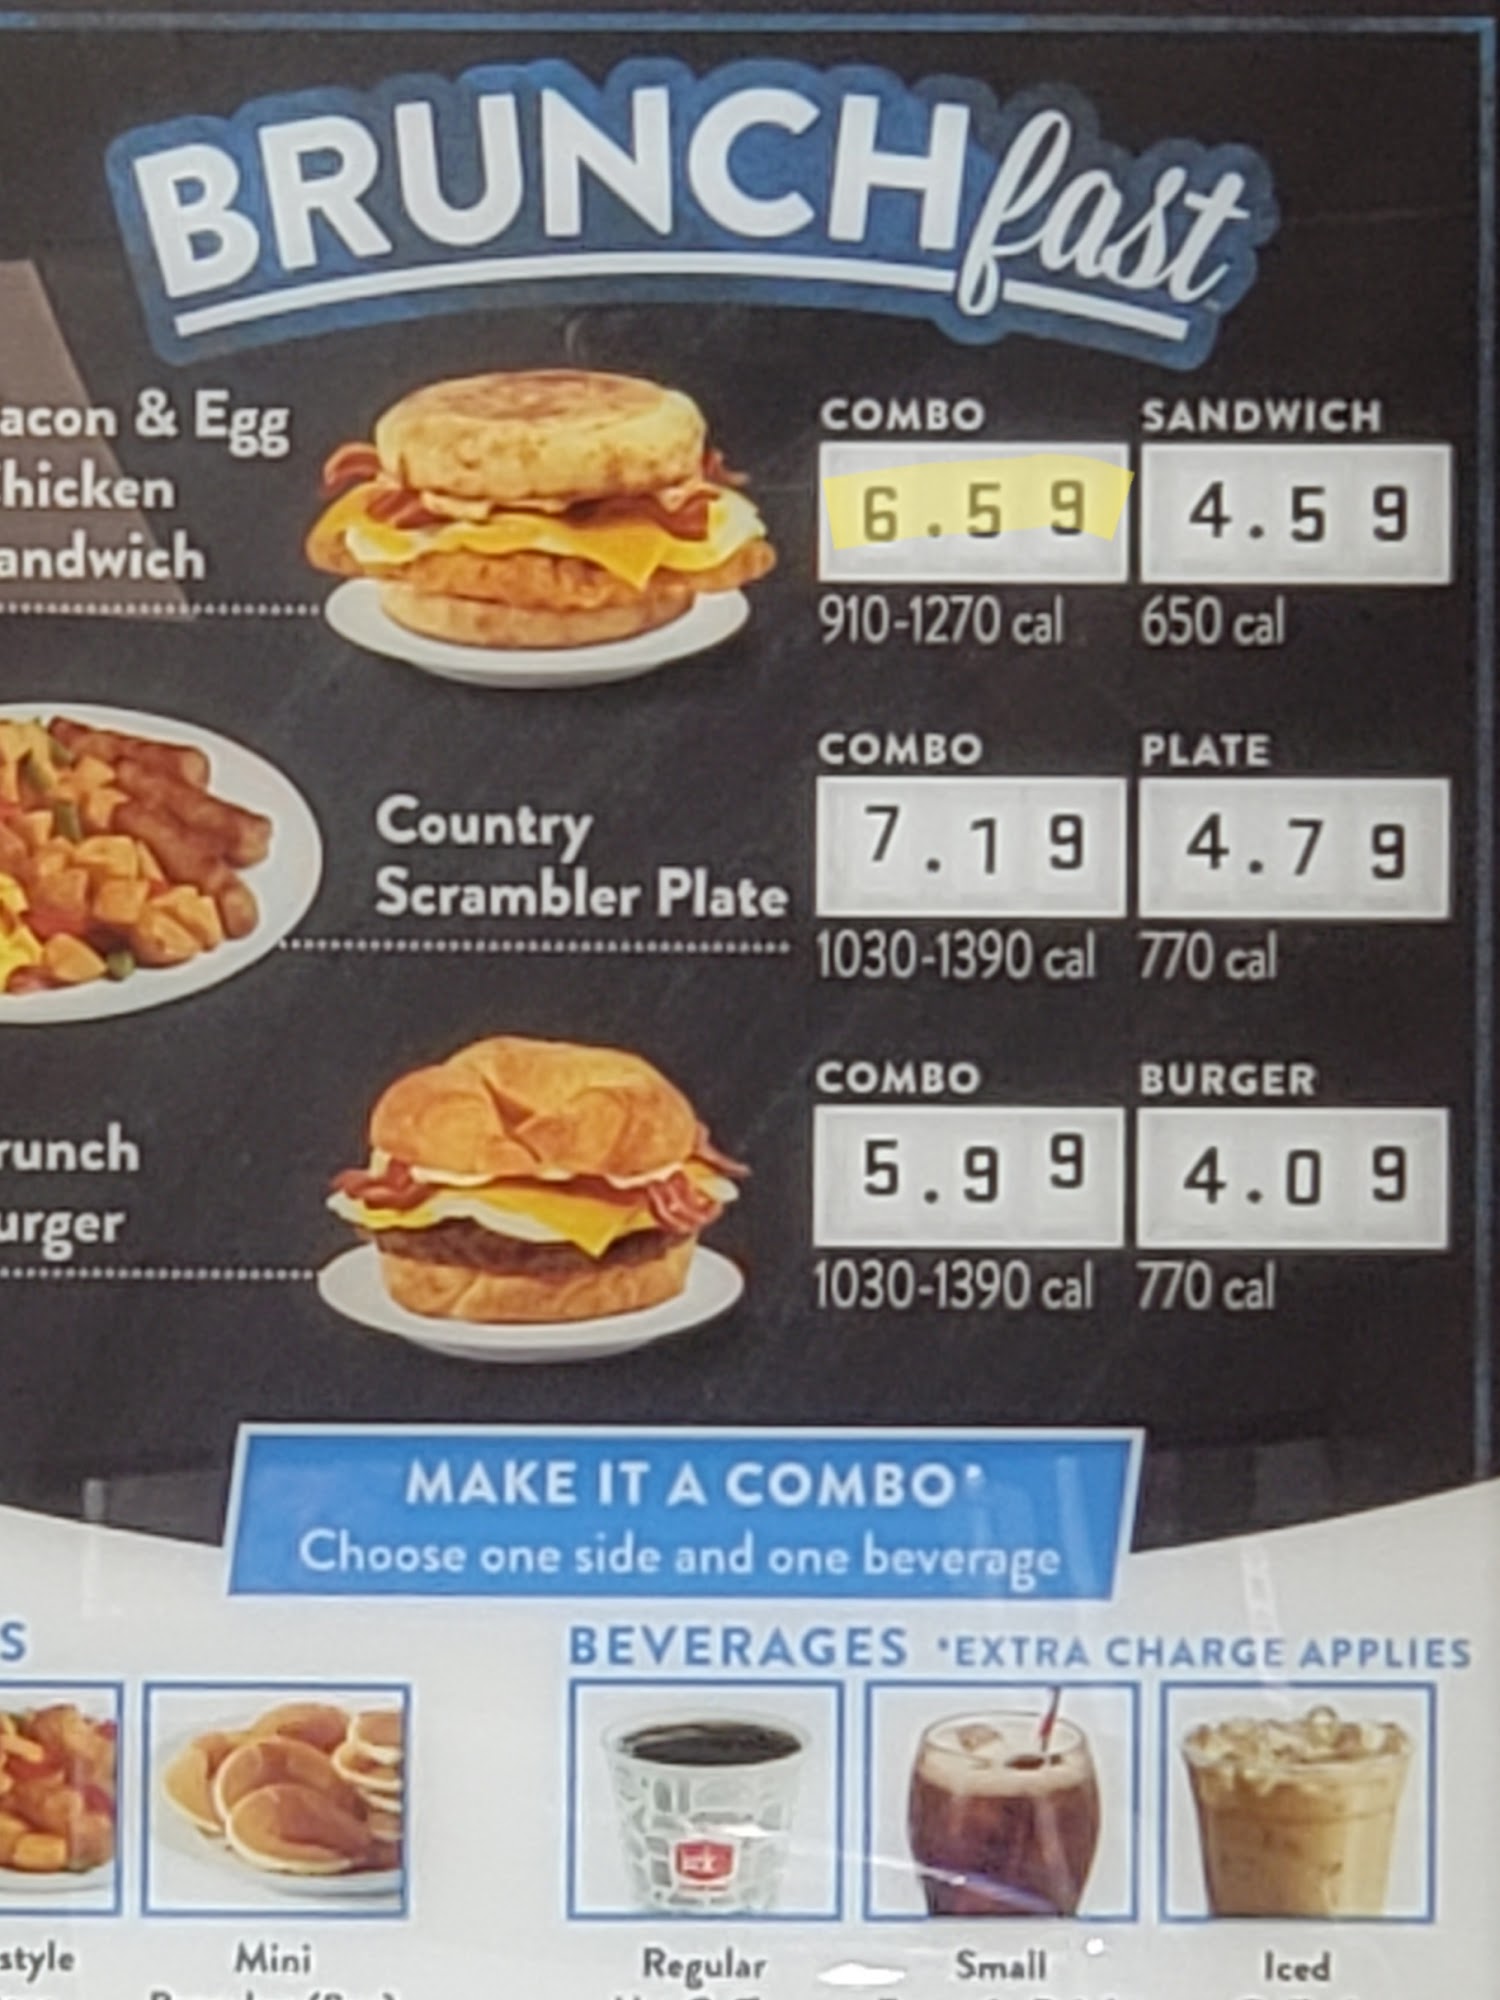 BRUNCHfast
acon & Egg
hicken
andwich
COMBO SANDWICH
6.59 4.59
910-1270 cal 650 cal
Country
Scrambler Plate
COMBO PLATE
7.19 4.79
1030-1390 cal 770 cal
runch
urger
COMBO BURGER
5.99 4.09
1030-1390 cal 770 cal
MAKE IT A COMBO*
Choose one side and one beverage
S
BEVERAGES *EXTRA CHARGE APPLIES
style
Mini
Regular
Small
Iced